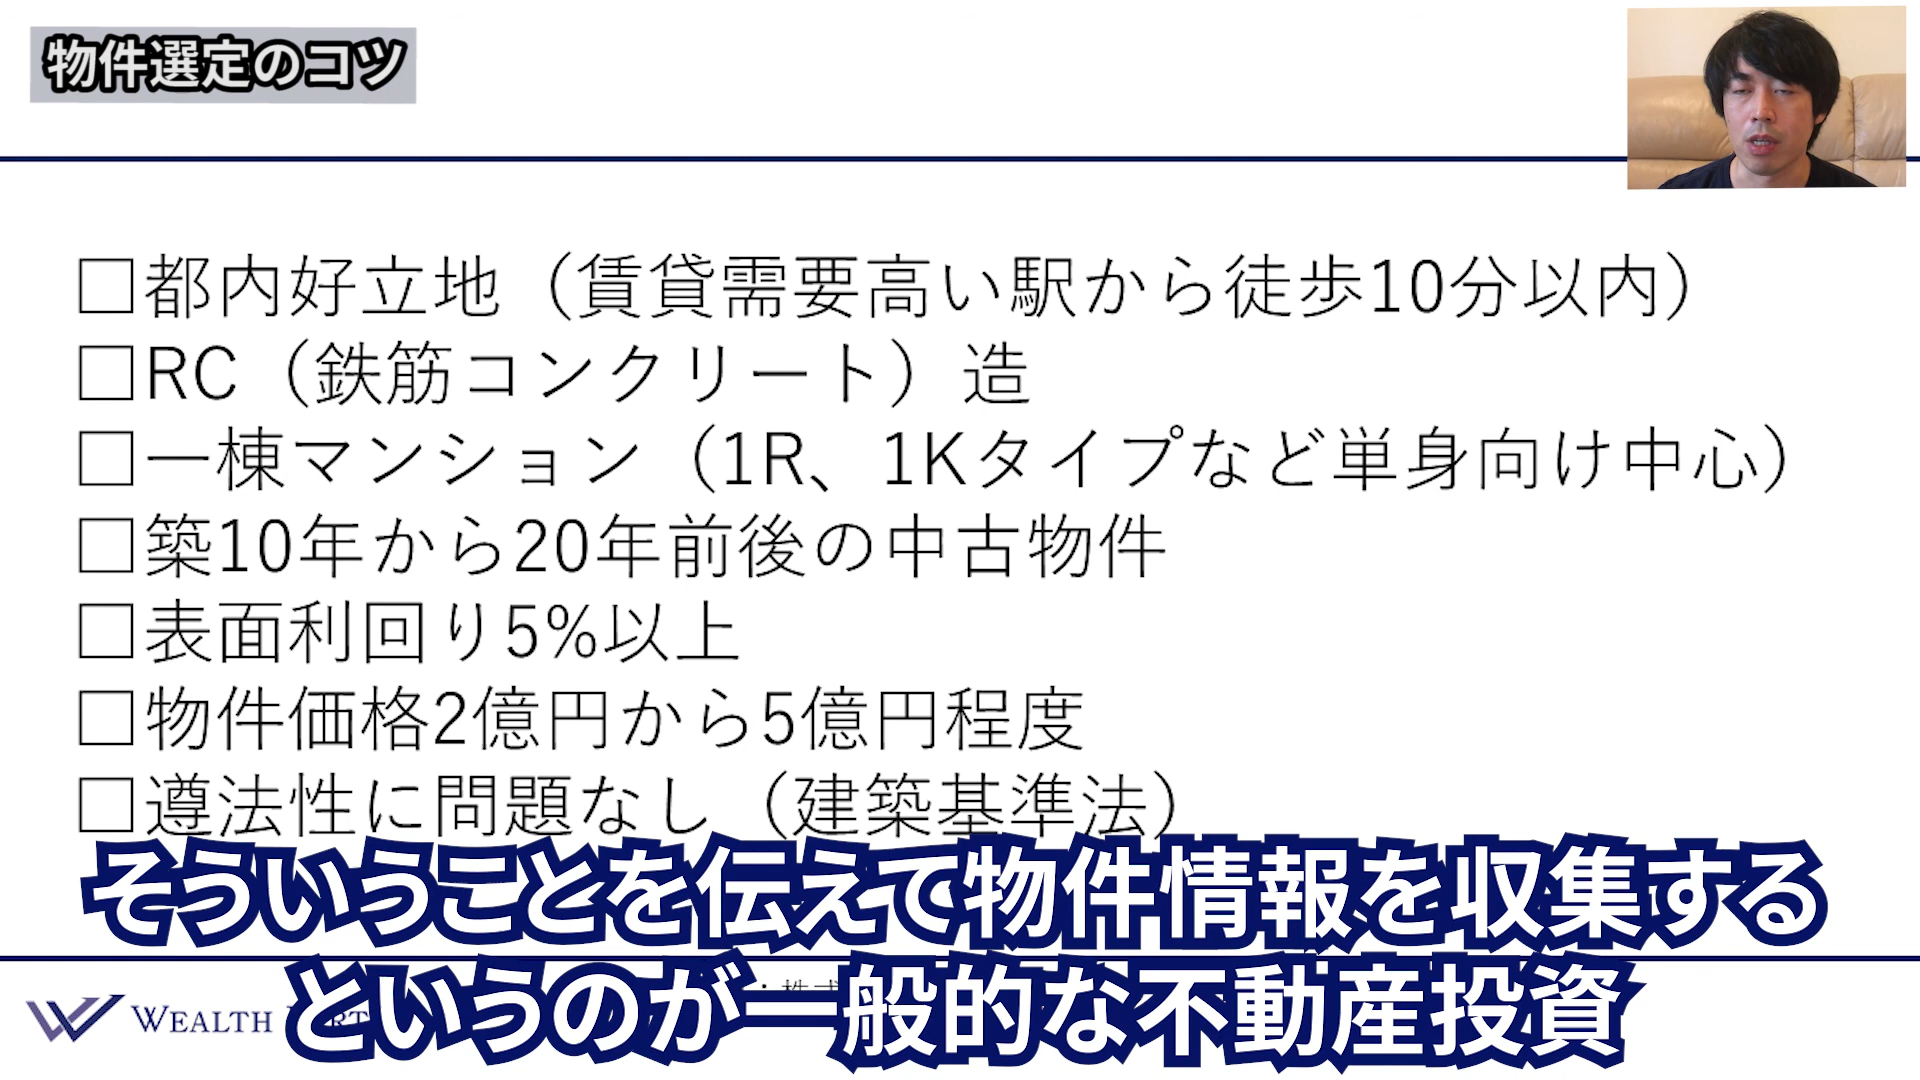 物件選定のコツ
□都内好立地（賃貸需要高い駅から徒歩10分以内）
□RC（鉄筋コンクリート）造
□一棟マンション（1R、1Kタイプなど単身向け中心）
□築10年から20年前後の中古物件
□表面利回り5%以上
□物件価格2億円から5億円程度
□遵法性に問題なし（建築基準法）
そういうことを伝えて物件情報を収集する
というのが一般的な不動産投資
WEALTH